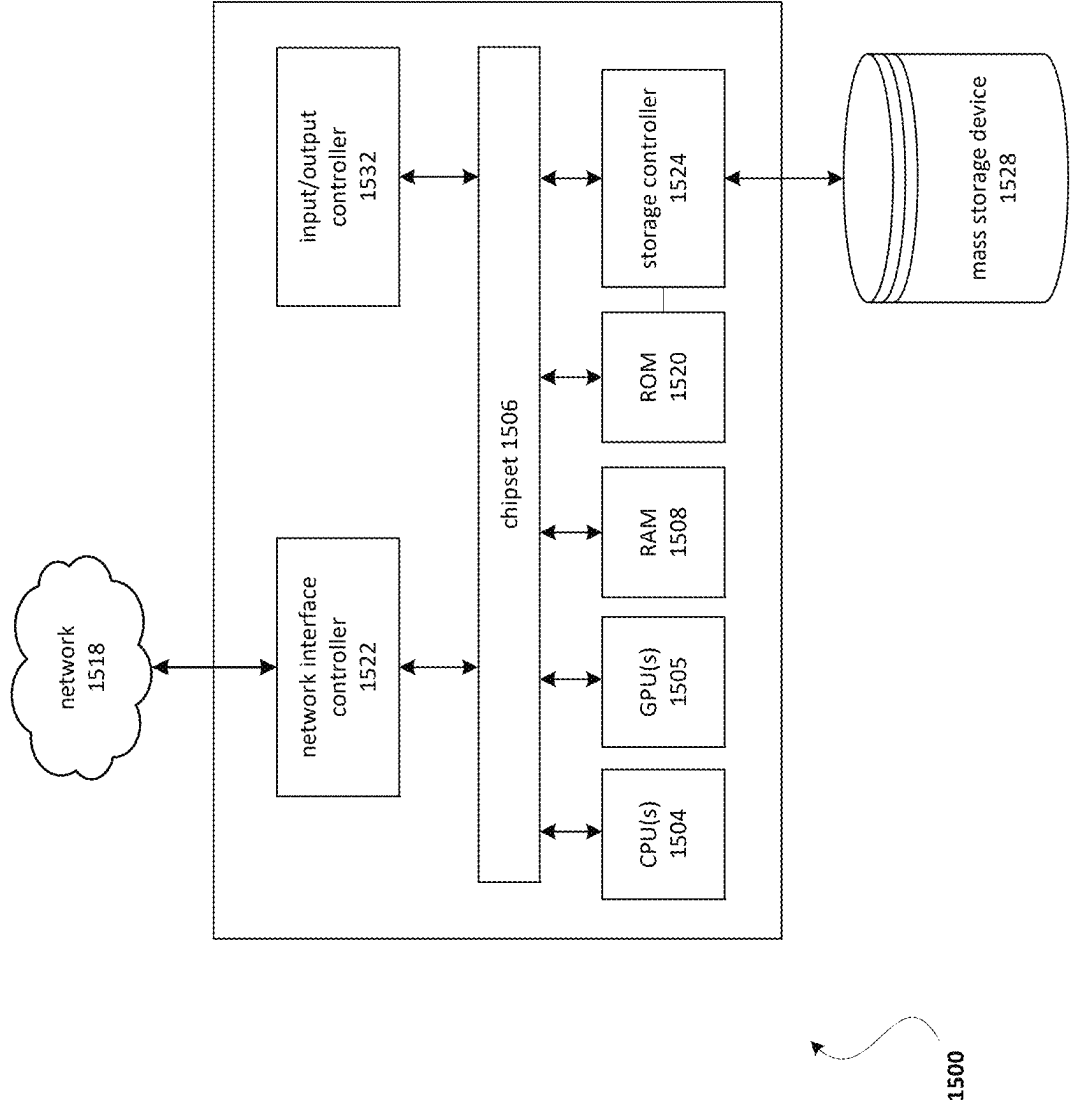 network
1518
network interface
controller
1522
input/output
controller
1532
chipset 1506
CPU(s)
1504
GPU(s)
1505
RAM
1508
ROM
1520
storage controller
1524
mass storage device
1528
1500